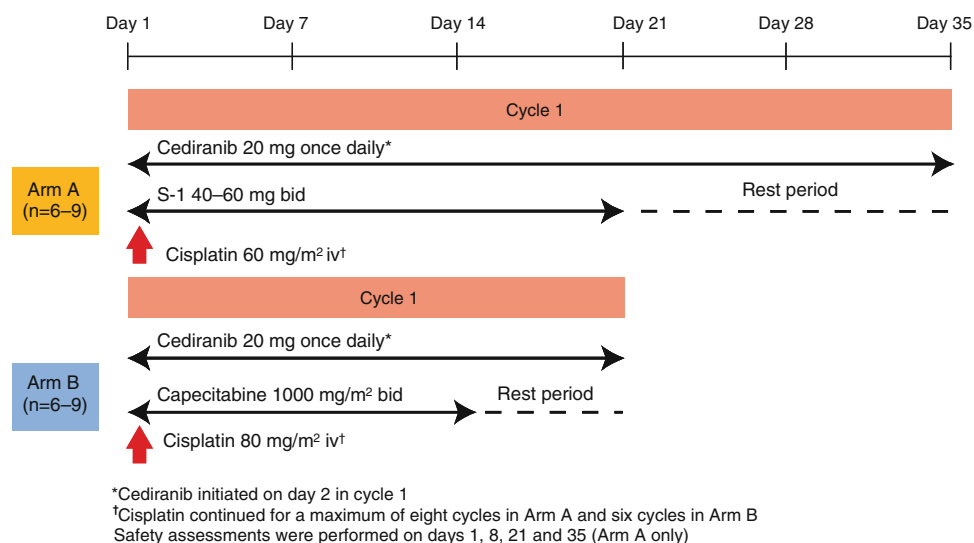 Day 1 Day 7 Day 14 Day 21 Day 28 Day 35
Cycle 1
Cediranib 20 mg once daily*
Arm A
(n=6–9)
S-1 40–60 mg bid
Rest period
Cisplatin 60 mg/m² iv†
Cycle 1
Cediranib 20 mg once daily*
Arm B
(n=6–9)
Capecitabine 1000 mg/m² bid
Rest period
Cisplatin 80 mg/m² iv†
*Cediranib initiated on day 2 in cycle 1
†Cisplatin continued for a maximum of eight cycles in Arm A and six cycles in Arm B
Safety assessments were performed on days 1, 8, 21 and 35 (Arm A only)